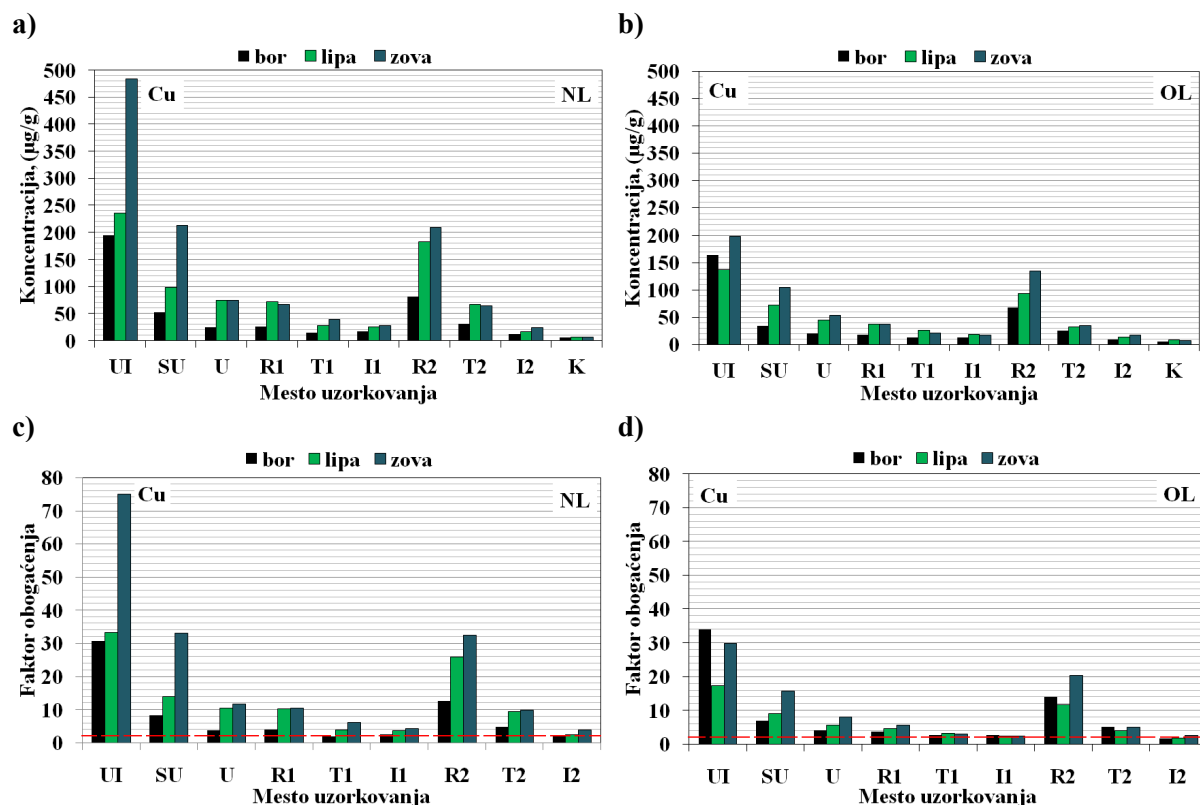 a)
bor lipa zova
500
450
400
350
300
250
200
150
100
50
0
Koncentracija, (µg/g)
Cu
NL
UI SU U R1 T1 I1 R2 T2 I2 K
Mesto uzorkovanja
b)
bor lipa zova
500
450
400
350
300
250
200
150
100
50
0
Koncentracija, (µg/g)
Cu
OL
UI SU U R1 T1 I1 R2 T2 I2 K
Mesto uzorkovanja
c)
bor lipa zova
80
70
60
50
40
30
20
10
0
Faktor obogaćenja
Cu
NL
UI SU U R1 T1 I1 R2 T2 I2
Mesto uzorkovanja
d)
bor lipa zova
80
70
60
50
40
30
20
10
0
Faktor obogaćenja
Cu
OL
UI SU U R1 T1 I1 R2 T2 I2
Mesto uzorkovanja